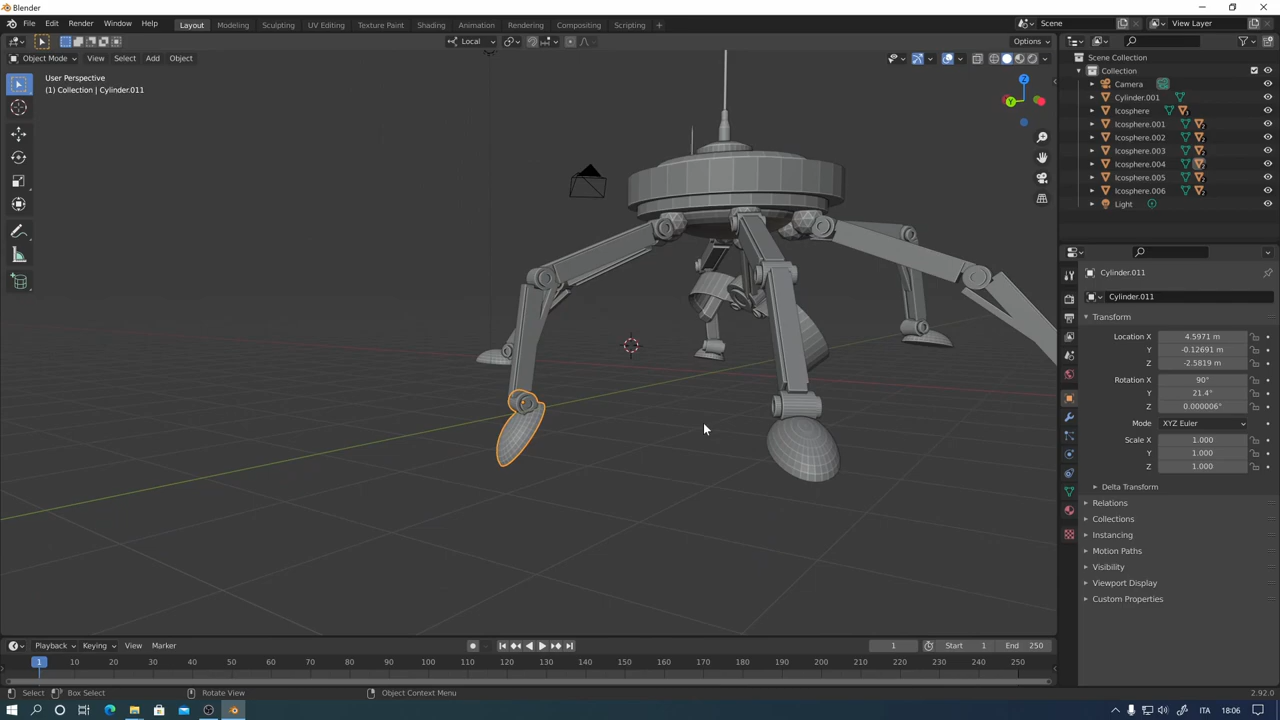 Blender
File Edit Render Window Help
Layout Modeling Sculpting UV Editing Texture Paint Shading Animation Rendering Compositing Scripting +
Scene
View Layer
Local
Options
Object Mode View Select Add Object
User Perspective
(1) Collection | Cylinder.011
Z
Y
X
Scene Collection
Collection
Camera
Cylinder.001
Icosphere
Icosphere.001
Icosphere.002
Icosphere.003
Icosphere.004
Icosphere.005
Icosphere.006
Light
Cylinder.011
Cylinder.011
Transform
Location X 4.5971 m
Y -0.12691 m
Z -2.5819 m
Rotation X 90°
Y 21.4°
Z 0.000006°
Mode XYZ Euler
Scale X 1.000
Y 1.000
Z 1.000
Delta Transform
Relations
Collections
Instancing
Motion Paths
Visibility
Viewport Display
Custom Properties
Playback Keying View Marker
1 Start 1 End 250
1 10 20 30 40 50 60 70 80 90 100 110 120 130 140 150 160 170 180 190 200 210 220 230 240 250
Select Box Select Rotate View Object Context Menu 2.92.0
ITA 18:06